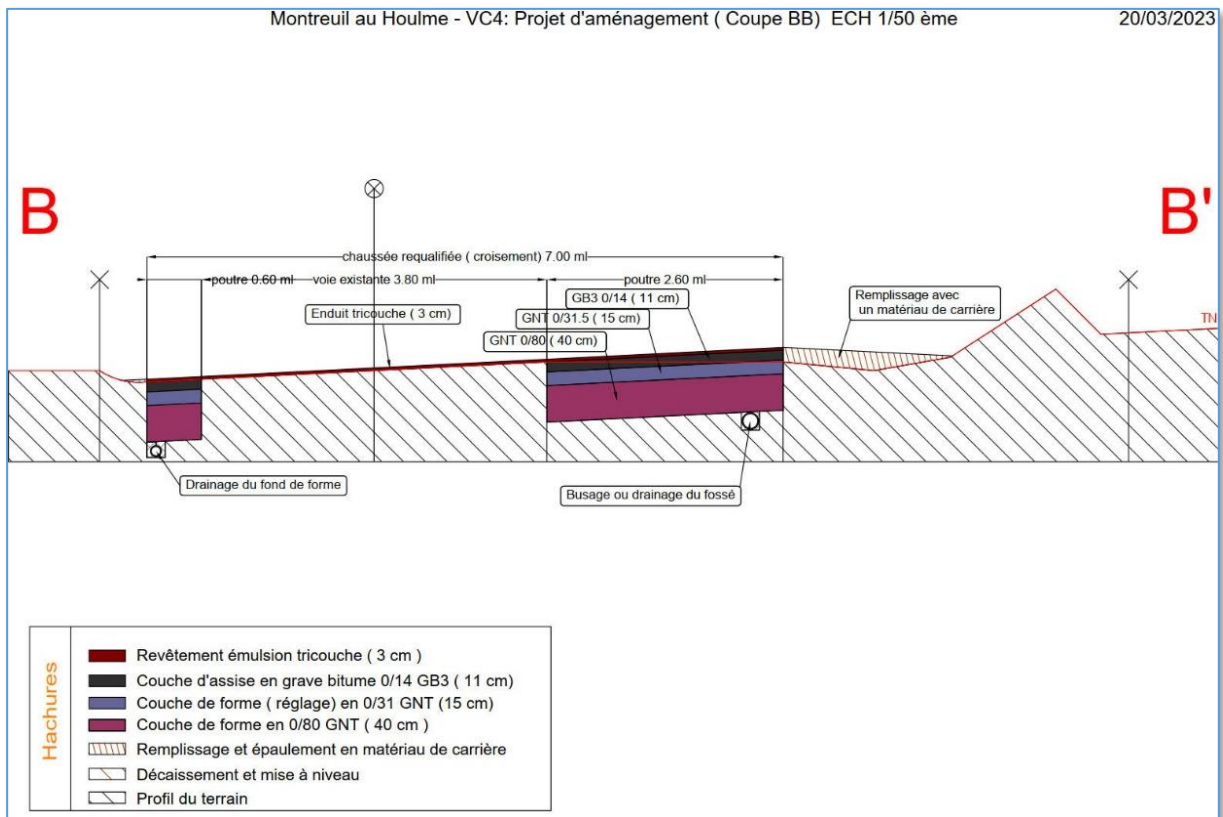 Montreuil au Houlme - VC4: Projet d'aménagement ( Coupe BB) ECH 1/50 ème
20/03/2023
B
B'
chaussée requalifiée ( croisement) 7.00 ml
poutre 0.60 ml
voie existante 3.80 ml
poutre 2.60 ml
GB3 0/14 ( 11 cm)
Remplissage avec
un matériau de carrière
Enduit tricouche ( 3 cm)
GNT 0/31.5 ( 15 cm)
TN
GNT 0/80 ( 40 cm)
Drainage du fond de forme
Busage ou drainage du fossé
Hachures
Revêtement émulsion tricouche ( 3 cm )
Couche d'assise en grave bitume 0/14 GB3 ( 11 cm)
Couche de forme ( réglage) en 0/31 GNT (15 cm)
Couche de forme en 0/80 GNT ( 40 cm )
Remplissage et épaulement en matériau de carrière
Décaissement et mise à niveau
Profil du terrain